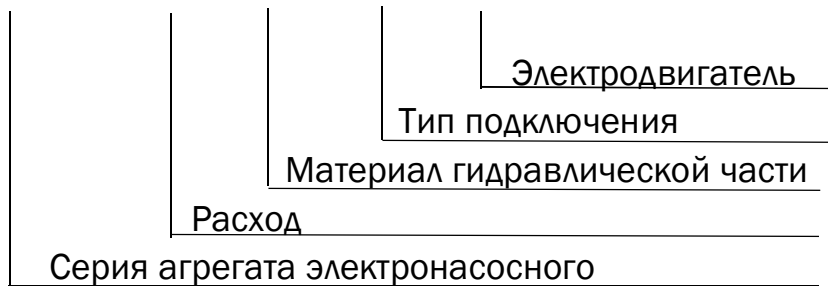 Электродвигатель
Тип подключения
Материал гидравлической части
Расход
Серия агрегата электронасосного